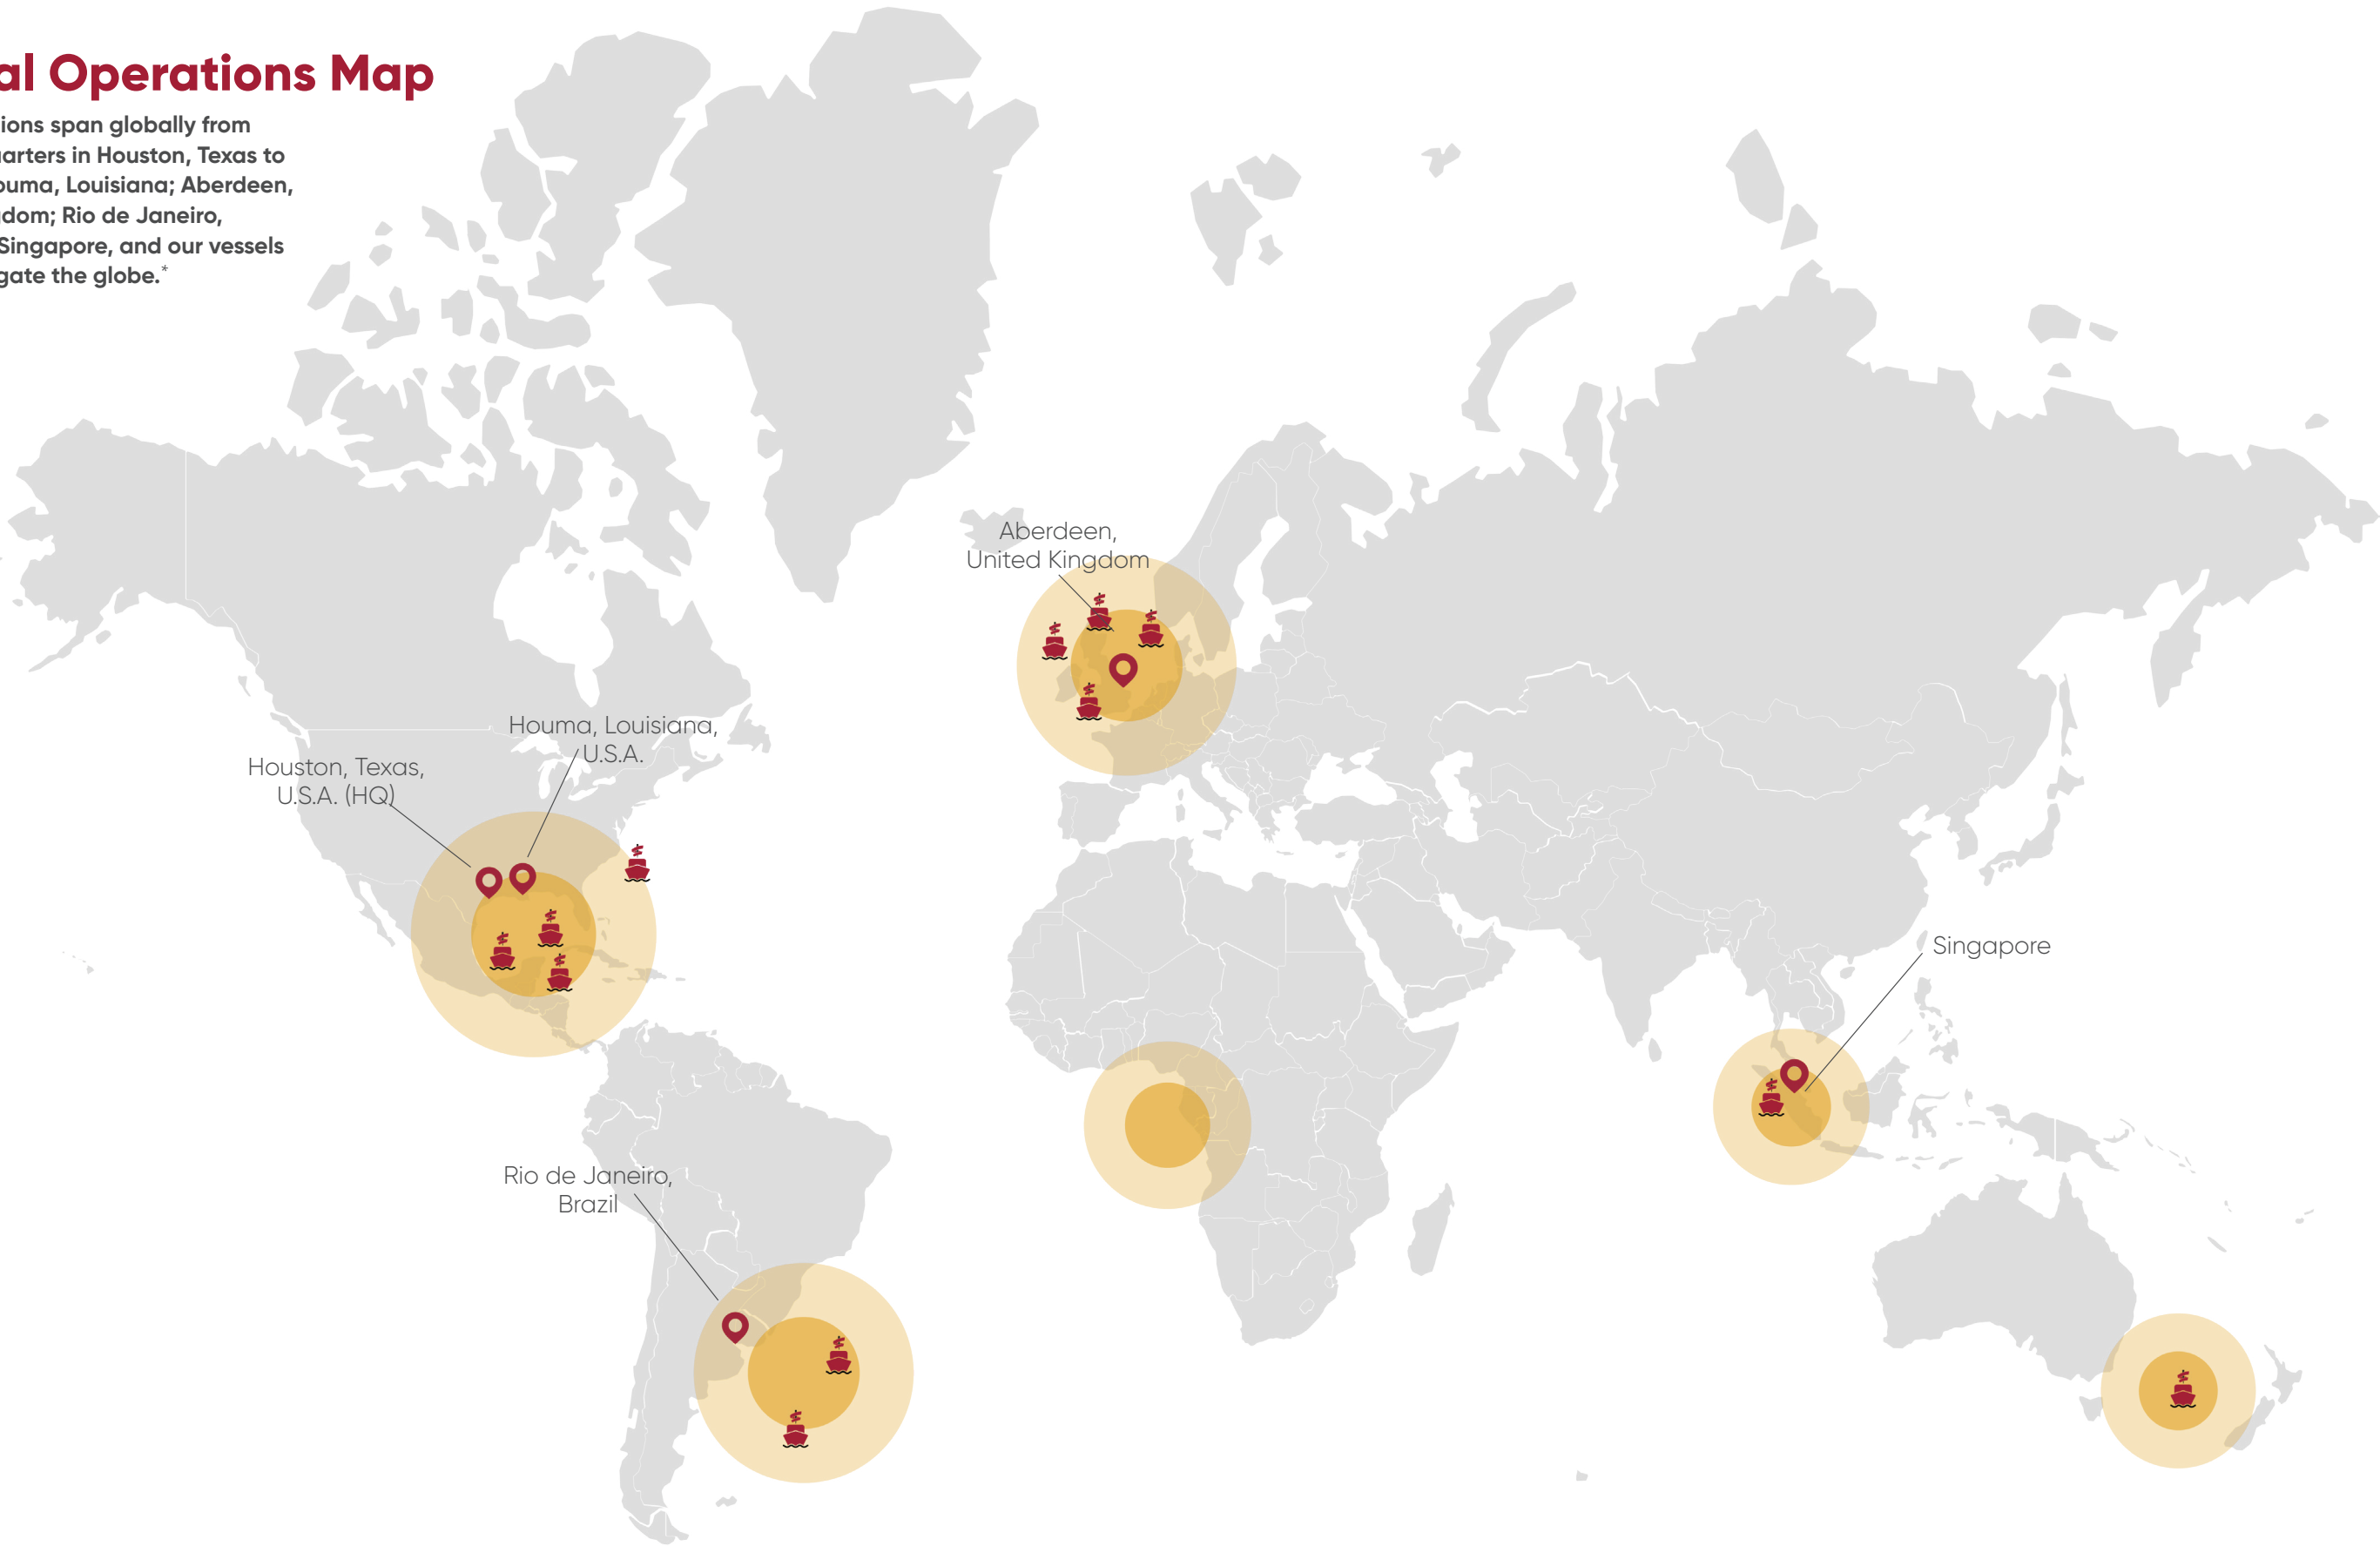 al Operations Map
ions span globally from
arters in Houston, Texas to
ouma, Louisiana; Aberdeen,
dom; Rio de Janeiro,
Singapore, and our vessels
gate the globe.*
Aberdeen,
United Kingdom
Houma, Louisiana,
U.S.A.
Houston, Texas,
U.S.A. (HQ)
Singapore
Rio de Janeiro,
Brazil